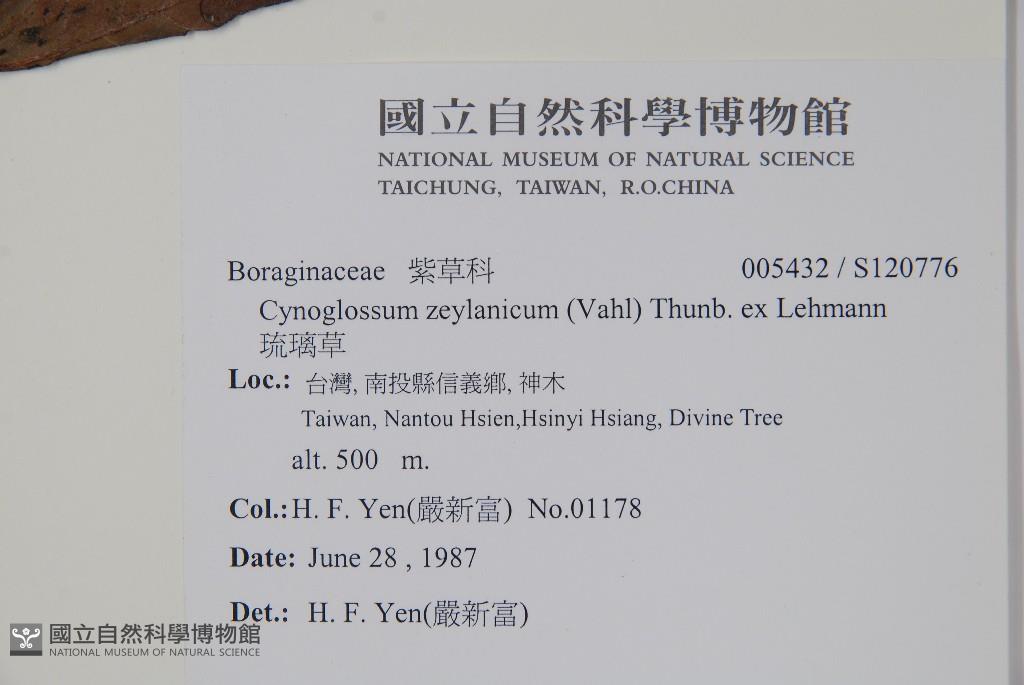 國立自然科學博物館
NATIONAL MUSEUM OF NATURAL SCIENCE
TAICHUNG, TAIWAN, R.O.CHINA
Boraginaceae 紫草科 005432 / S120776
Cynoglossum zeylanicum (Vahl) Thunb. ex Lehmann
琉璃草
Loc.: 台灣, 南投縣信義鄉, 神木
Taiwan, Nantou Hsien,Hsinyi Hsiang, Divine Tree
alt. 500 m.
Col.: H. F. Yen(嚴新富) No.01178
Date: June 28 , 1987
Det.: H. F. Yen(嚴新富)
國立自然科學博物館
NATIONAL MUSEUM OF NATURAL SCIENCE